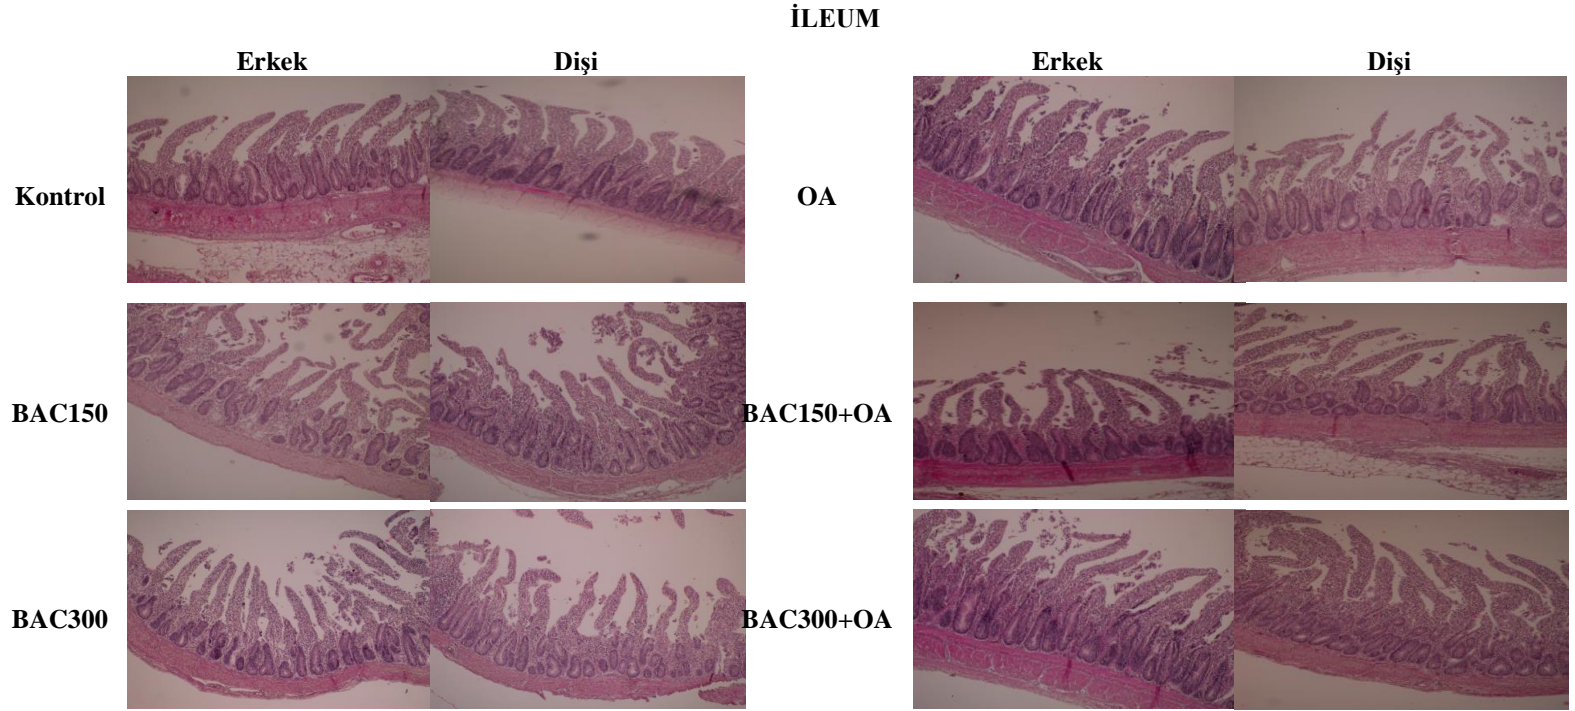 İLEUM
Erkek Dişi Erkek Dişi
Kontrol OA
BAC150 BAC150+OA
BAC300 BAC300+OA